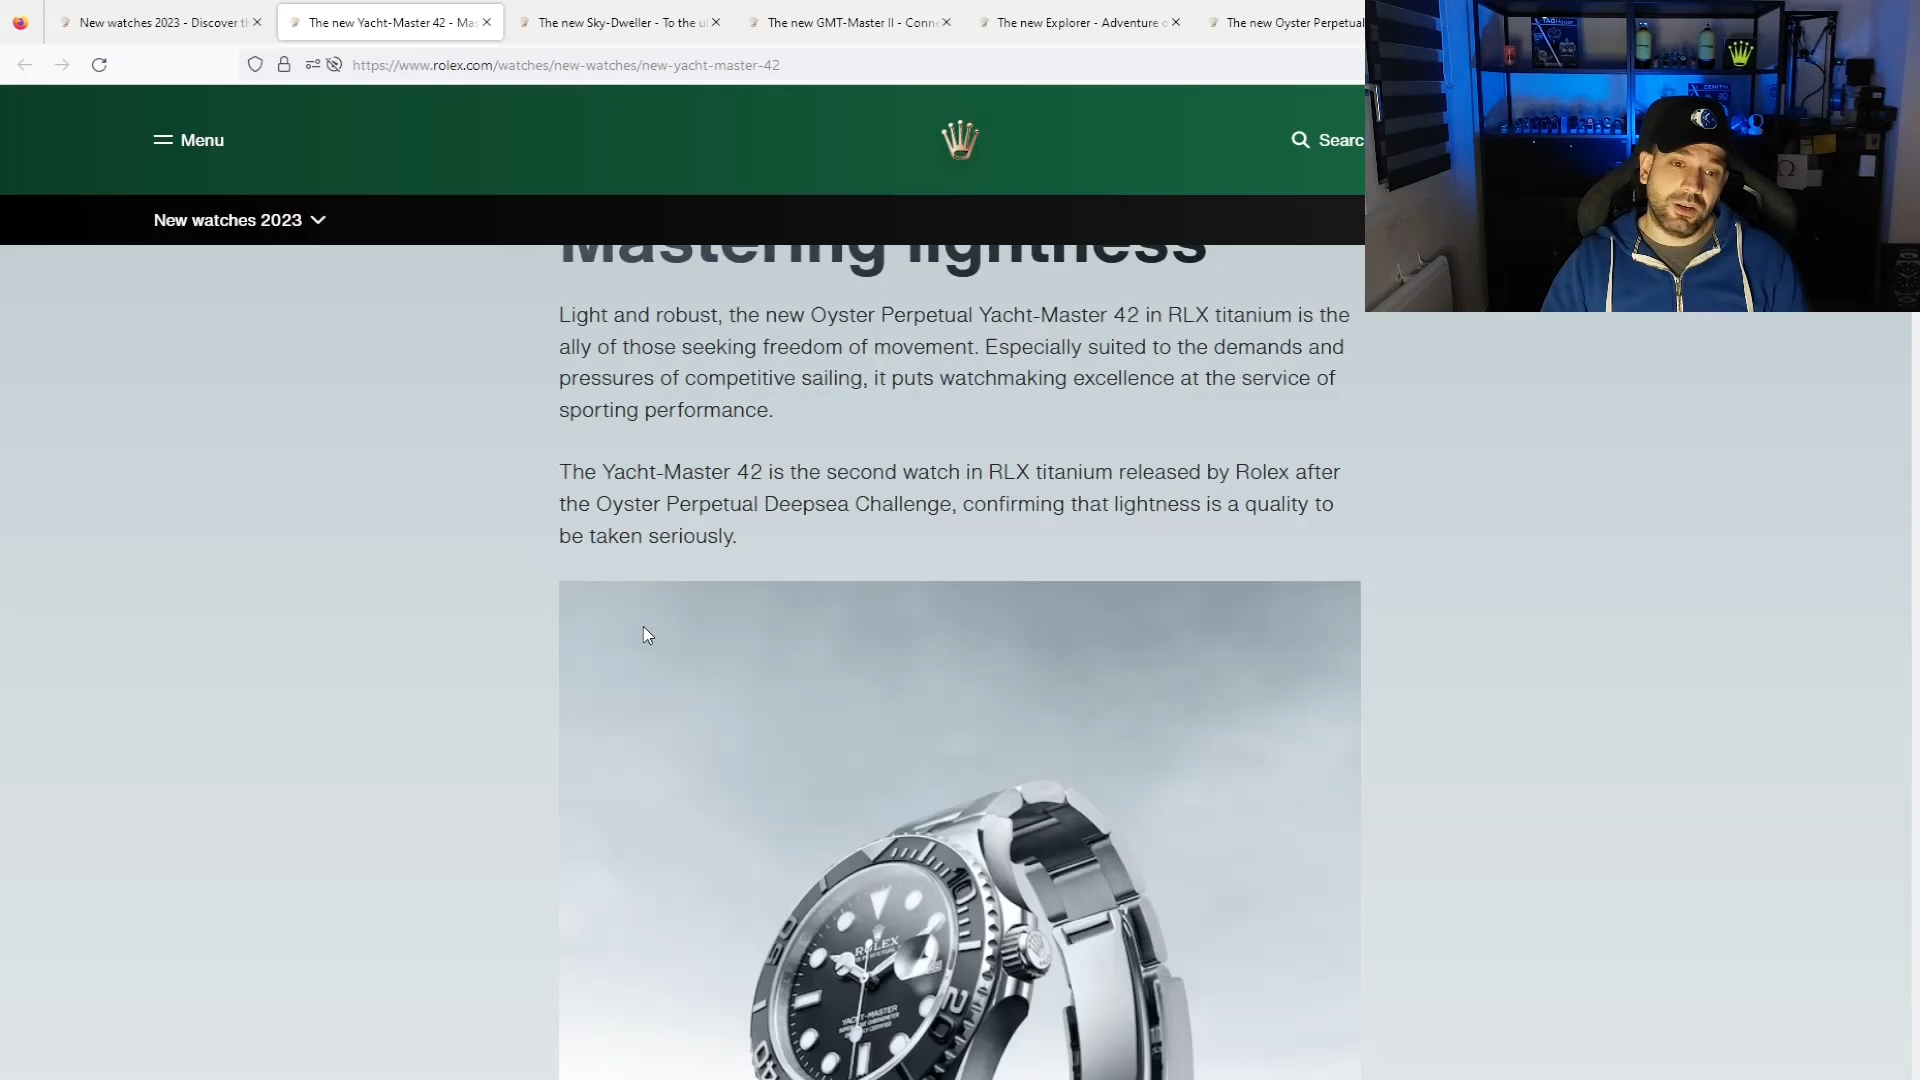 New watches 2023 - Discover t
The new Yacht-Master 42 - Mas
The new Sky-Dweller - To the u
The new GMT-Master II - Conne
The new Explorer - Adventure o
The new Oyster Perpetual
https://www.rolex.com/watches/new-watches/new-yacht-master-42
Menu
Searc
New watches 2023
Mastering lightness
Light and robust, the new Oyster Perpetual Yacht-Master 42 in RLX titanium is the
ally of those seeking freedom of movement. Especially suited to the demands and
pressures of competitive sailing, it puts watchmaking excellence at the service of
sporting performance.
The Yacht-Master 42 is the second watch in RLX titanium released by Rolex after
the Oyster Perpetual Deepsea Challenge, confirming that lightness is a quality to
be taken seriously.
ROLEX
YACHT-MASTER
10
20
50
TAGHeuer
ZENITH